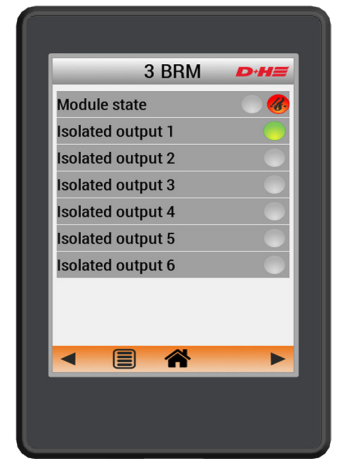 3 BRM D+H
Module state
Isolated output 1
Isolated output 2
Isolated output 3
Isolated output 4
Isolated output 5
Isolated output 6